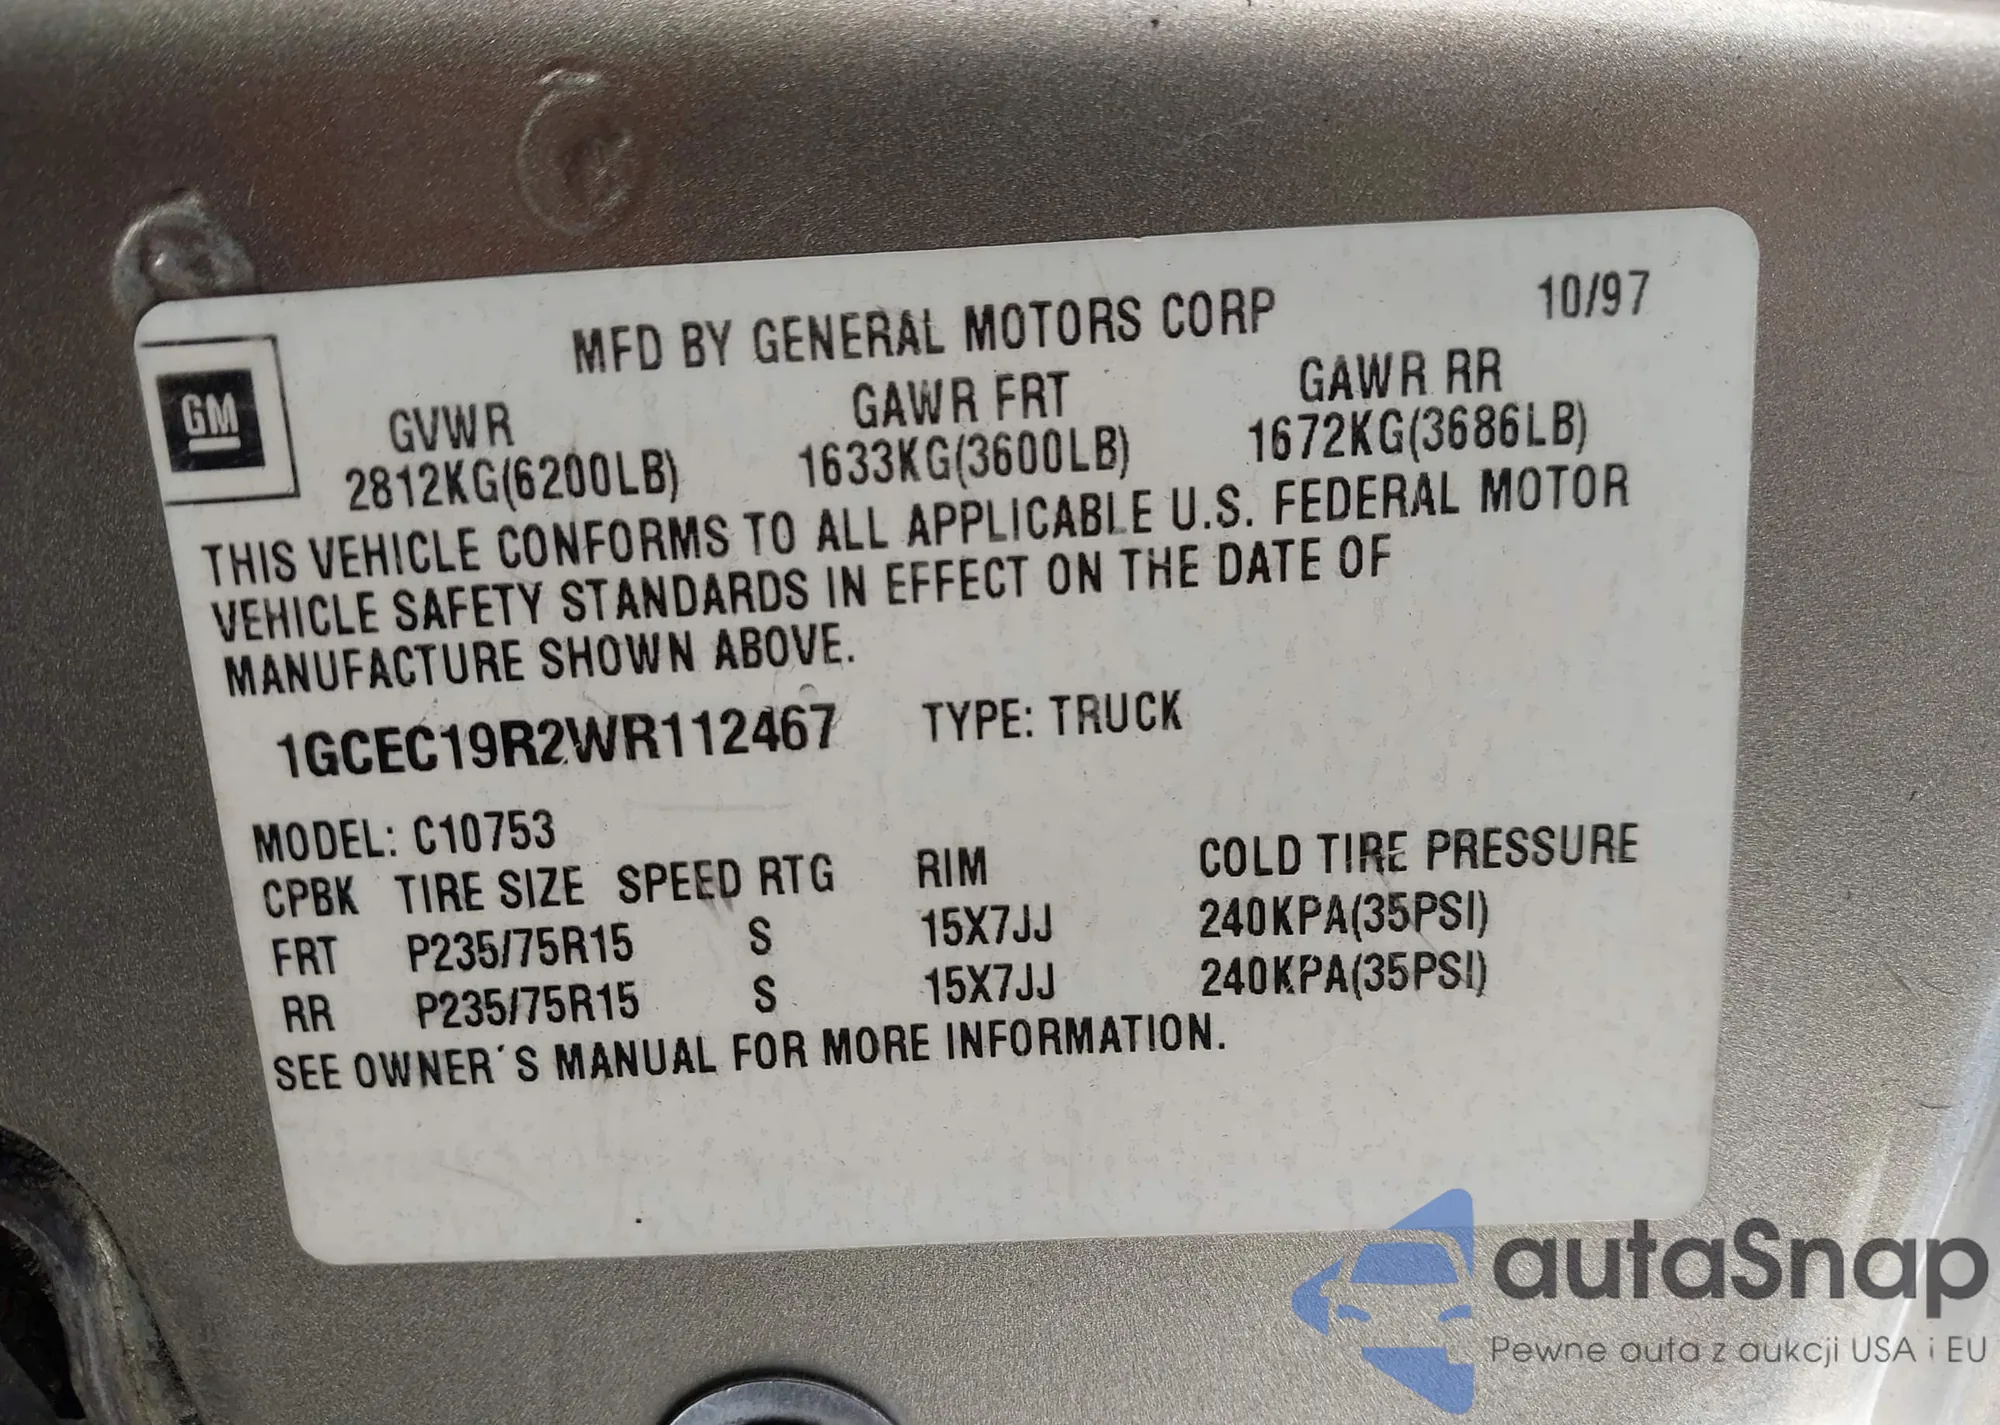 MFD BY GENERAL MOTORS CORP 10/97
GM
GVWR GAWR FRT GAWR RR
2812KG(6200LB) 1633KG(3600LB) 1672KG(3686LB)
THIS VEHICLE CONFORMS TO ALL APPLICABLE U.S. FEDERAL MOTOR
VEHICLE SAFETY STANDARDS IN EFFECT ON THE DATE OF
MANUFACTURE SHOWN ABOVE.
1GCEC19R2WR112467 TYPE: TRUCK
MODEL: C10753
CPBK TIRE SIZE SPEED RTG RIM COLD TIRE PRESSURE
FRT P235/75R15 S 15X7JJ 240KPA(35PSI)
RR P235/75R15 S 15X7JJ 240KPA(35PSI)
SEE OWNER´S MANUAL FOR MORE INFORMATION.
autaSnap
Pewne auta z aukcji USA i EU